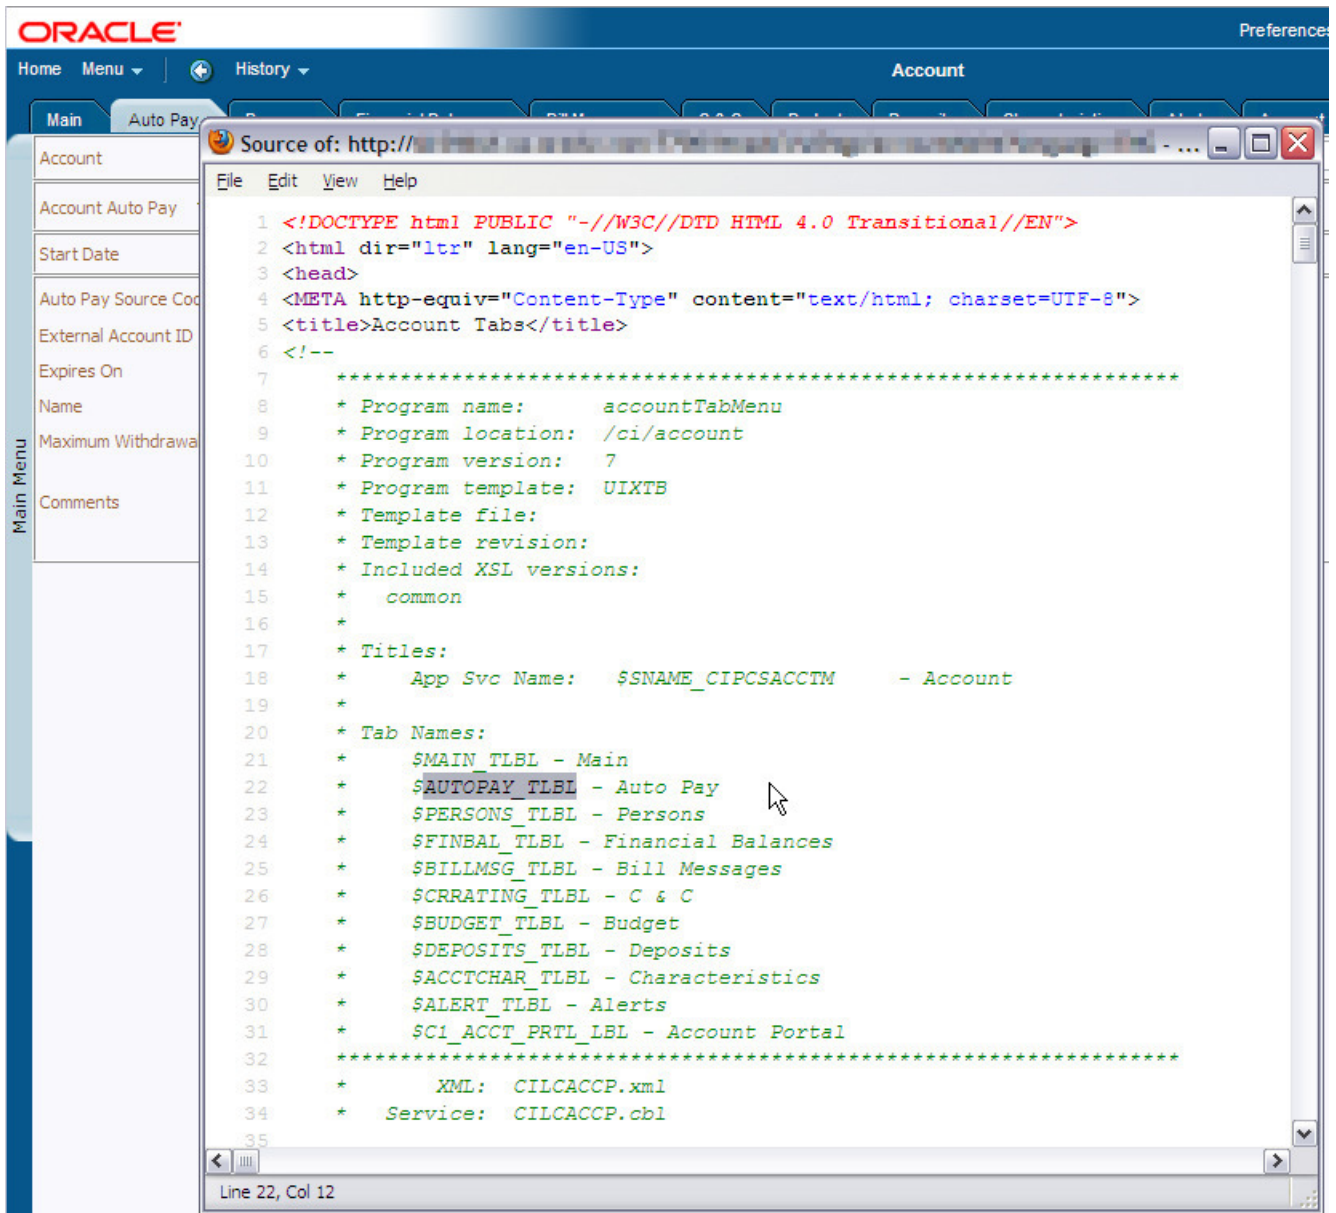 ORACLE
Preferences
Home Menu History Account
Main Auto Pay
Account
Account Auto Pay
Start Date
Auto Pay Source Cod
External Account ID
Expires On
Name
Maximum Withdrawa
Comments
Main Menu
Source of: http:// - ...
File Edit View Help
1 <!DOCTYPE html PUBLIC "-//W3C//DTD HTML 4.0 Transitional//EN">
2 <html dir="ltr" lang="en-US">
3 <head>
4 <META http-equiv="Content-Type" content="text/html; charset=UTF-8">
5 <title>Account Tabs</title>
6 <!--
7 ******************************************************************
8 * Program name: accountTabMenu
9 * Program location: /ci/account
10 * Program version: 7
11 * Program template: UIXTB
12 * Template file:
13 * Template revision:
14 * Included XSL versions:
15 * common
16 *
17 * Titles:
18 * App Svc Name: $SNAME_CIPCSACCTM - Account
19 *
20 * Tab Names:
21 * $MAIN_TLBL - Main
22 * $AUTOPAY_TLBL - Auto Pay
23 * $PERSONS_TLBL - Persons
24 * $FINBAL_TLBL - Financial Balances
25 * $BILLMSG_TLBL - Bill Messages
26 * $CRRATING_TLBL - C & C
27 * $BUDGET_TLBL - Budget
28 * $DEPOSITS_TLBL - Deposits
29 * $ACCTCHAR_TLBL - Characteristics
30 * $ALERT_TLBL - Alerts
31 * $C1_ACCT_PRTL_LBL - Account Portal
32 ******************************************************************
33 * XML: CILCACCP.xml
34 * Service: CILCACCP.cbl
35
Line 22, Col 12